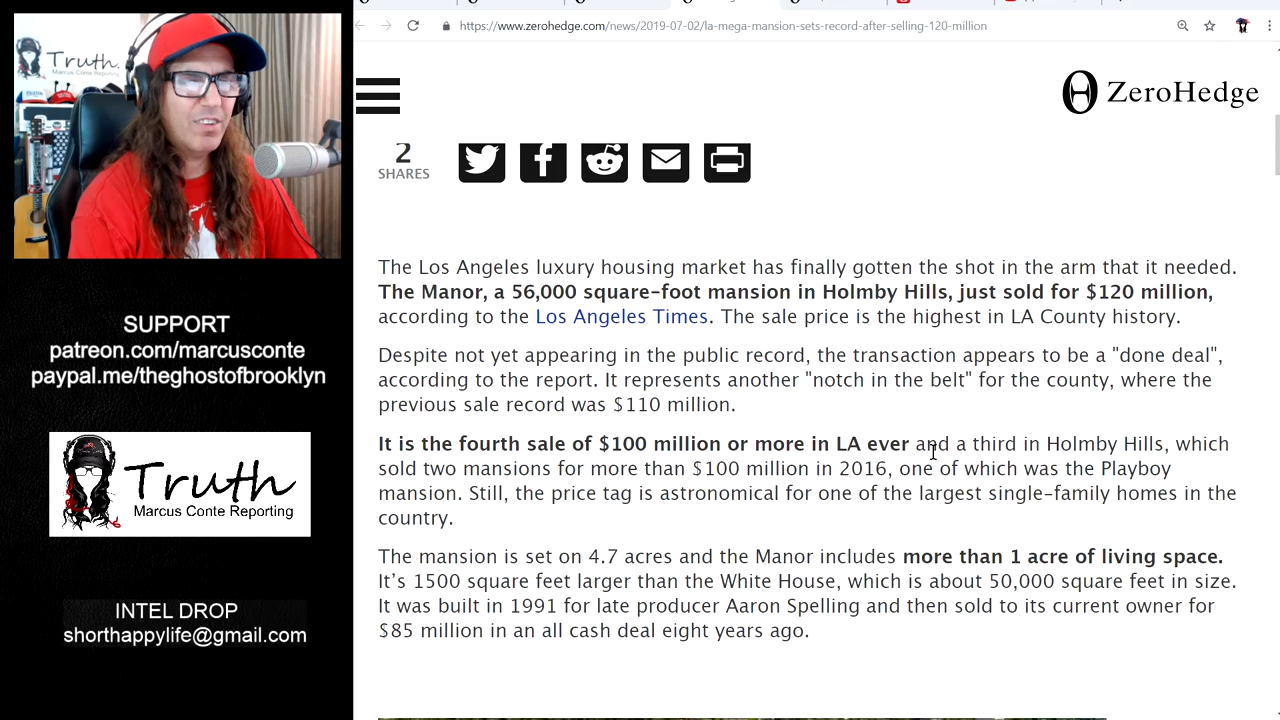 https://www.zerohedge.com/news/2019-07-02/la-mega-mansion-sets-record-after-selling-120-million
Truth.
Marcus Conte Reporting
ZeroHedge
2
SHARES
The Los Angeles luxury housing market has finally gotten the shot in the arm that it needed.
The Manor, a 56,000 square-foot mansion in Holmby Hills, just sold for $120 million,
according to the Los Angeles Times. The sale price is the highest in LA County history.
Despite not yet appearing in the public record, the transaction appears to be a "done deal",
according to the report. It represents another "notch in the belt" for the county, where the
previous sale record was $110 million.
It is the fourth sale of $100 million or more in LA ever and a third in Holmby Hills, which
sold two mansions for more than $100 million in 2016, one of which was the Playboy
mansion. Still, the price tag is astronomical for one of the largest single-family homes in the
country.
The mansion is set on 4.7 acres and the Manor includes more than 1 acre of living space.
It’s 1500 square feet larger than the White House, which is about 50,000 square feet in size.
It was built in 1991 for late producer Aaron Spelling and then sold to its current owner for
$85 million in an all cash deal eight years ago.
SUPPORT
patreon.com/marcusconte
paypal.me/theghostofbrooklyn
Truth
Marcus Conte Reporting
INTEL DROP
shorthappylife@gmail.com